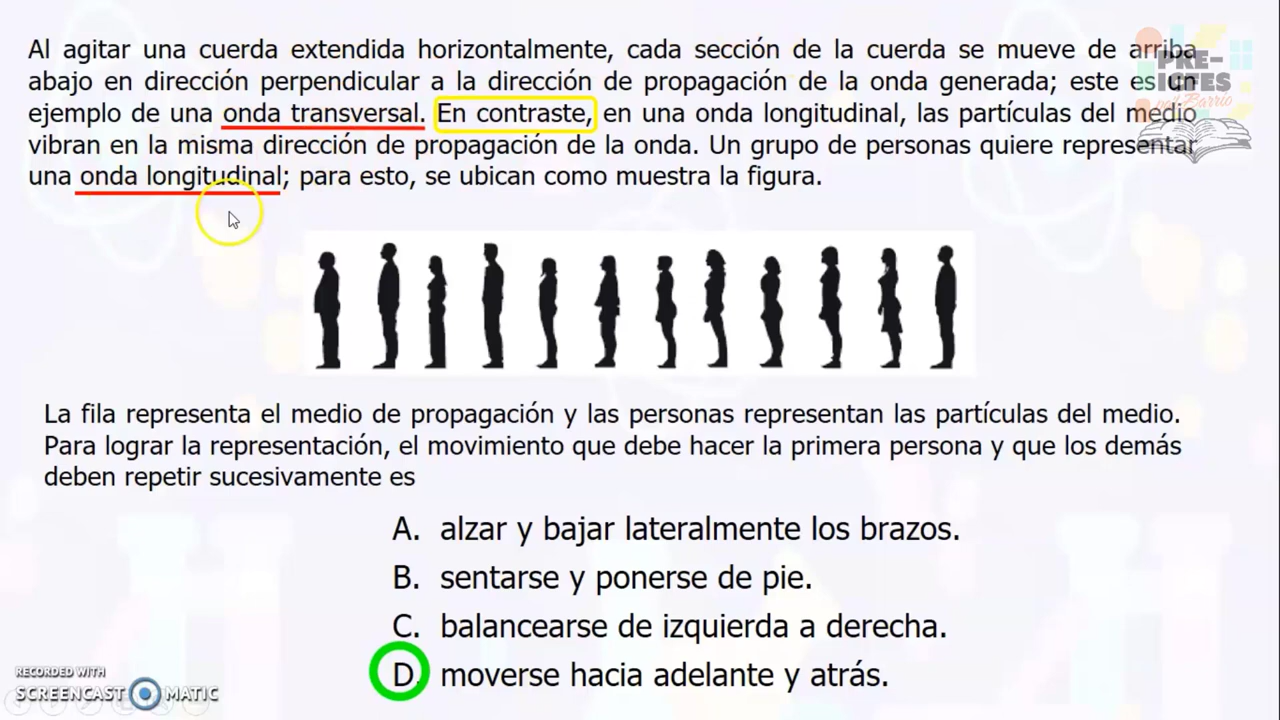 Al agitar una cuerda extendida horizontalmente, cada sección de la cuerda se mueve de arriba
abajo en dirección perpendicular a la dirección de propagación de la onda generada; este es un
ejemplo de una onda transversal. En contraste, en una onda longitudinal, las partículas del medio
vibran en la misma dirección de propagación de la onda. Un grupo de personas quiere representar
una onda longitudinal; para esto, se ubican como muestra la figura.
PRE-
ICFES
pa'l Barrio
La fila representa el medio de propagación y las personas representan las partículas del medio.
Para lograr la representación, el movimiento que debe hacer la primera persona y que los demás
deben repetir sucesivamente es
A. alzar y bajar lateralmente los brazos.
B. sentarse y ponerse de pie.
C. balancearse de izquierda a derecha.
D. moverse hacia adelante y atrás.
RECORDED WITH
SCREENCAST MATIC